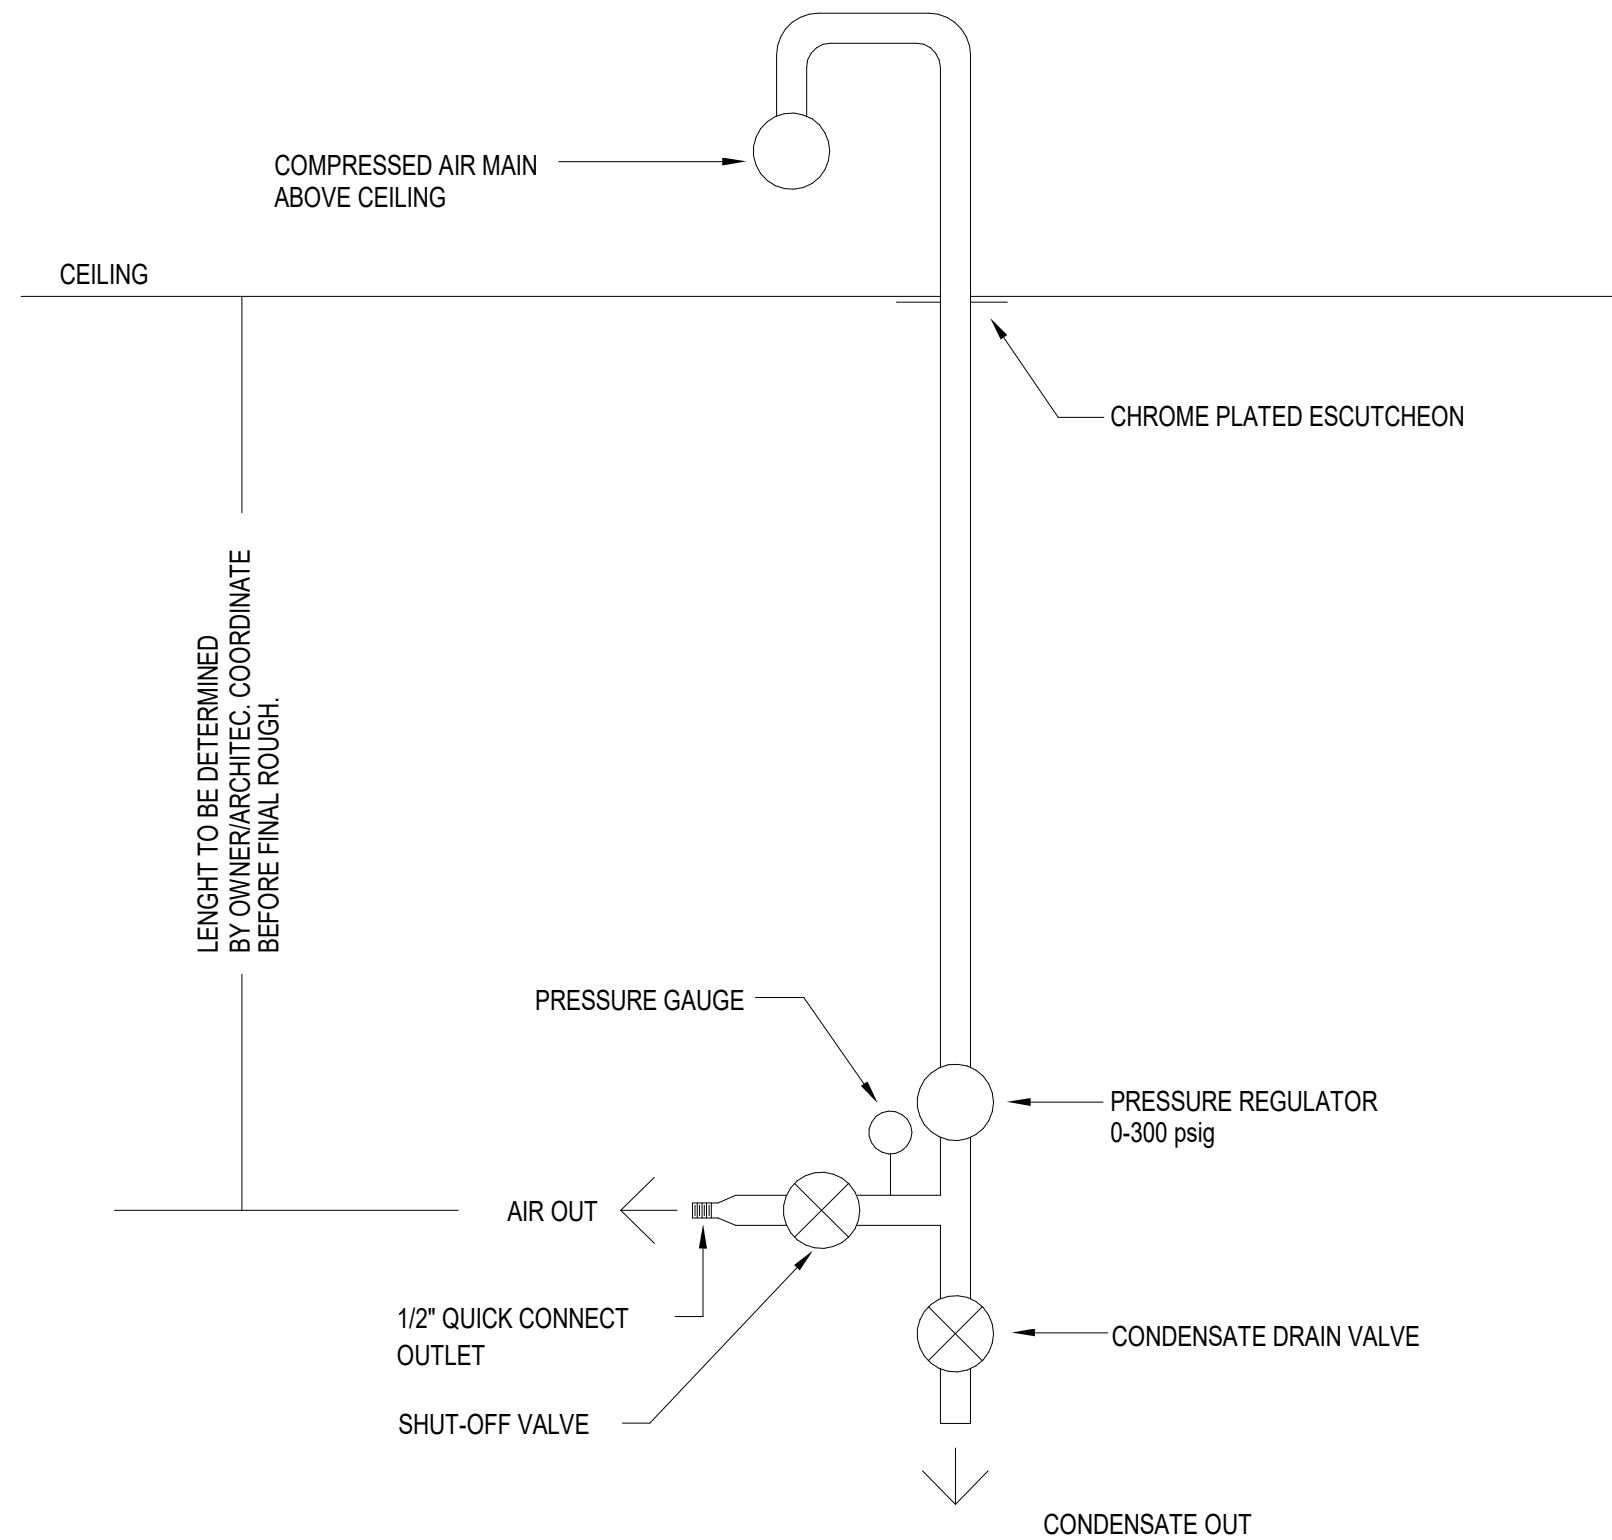 COMPRESSED AIR MAIN
ABOVE CEILING
CEILING
CHROME PLATED ESCUTCHEON
LENGHT TO BE DETERMINED
BY OWNER/ARCHITEC. COORDINATE
BEFORE FINAL ROUGH.
PRESSURE GAUGE
PRESSURE REGULATOR
0-300 psig
AIR OUT
1/2" QUICK CONNECT
OUTLET
CONDENSATE DRAIN VALVE
SHUT-OFF VALVE
CONDENSATE OUT